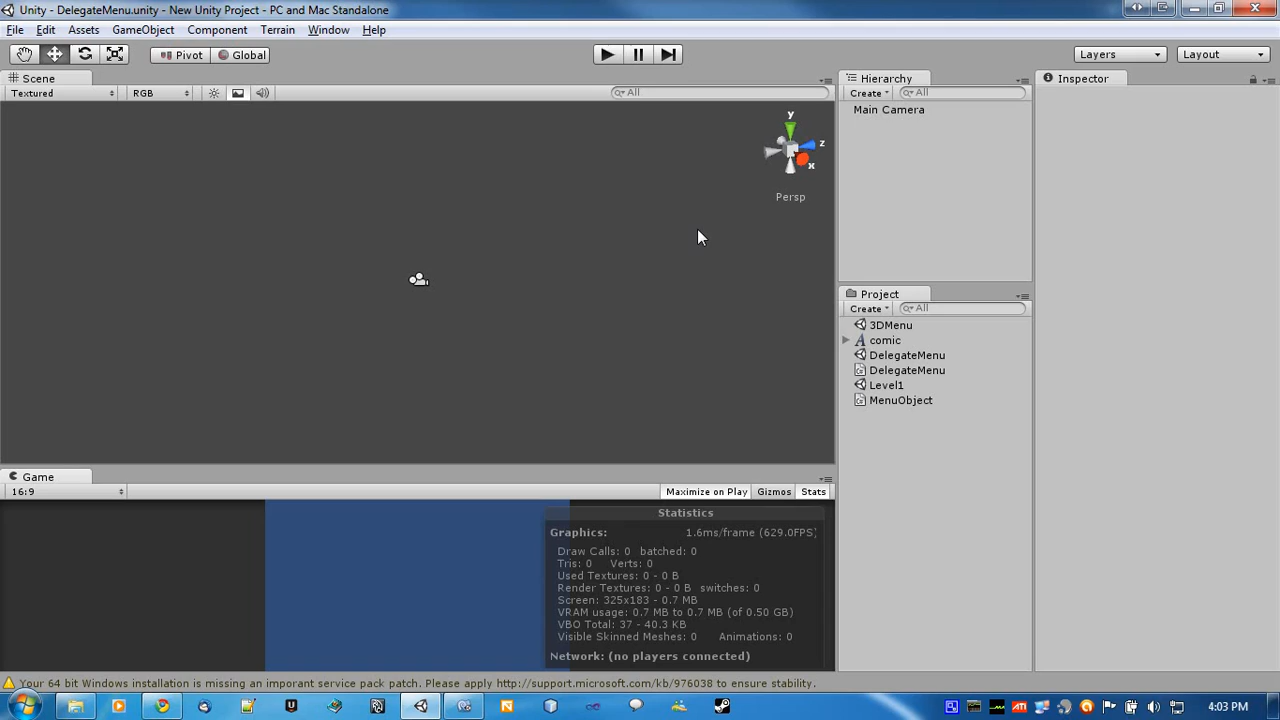 Unity - DelegateMenu.unity - New Unity Project - PC and Mac Standalone
File Edit Assets GameObject Component Terrain Window Help
Pivot Global Layers Layout
Scene Hierarchy Inspector
Textured RGB All Create All
Main Camera
y
z
x
Persp
Project
Create All
3DMenu
comic
DelegateMenu
DelegateMenu
Level1
MenuObject
Game
16:9 Maximize on Play Gizmos Stats
Statistics
Graphics: 1.6ms/frame (629.0FPS)
Draw Calls: 0 batched: 0
Tris: 0 Verts: 0
Used Textures: 0 - 0 B
Render Textures: 0 - 0 B switches: 0
Screen: 325x183 - 0.7 MB
VRAM usage: 0.7 MB to 0.7 MB (of 0.50 GB)
VBO Total: 37 - 40.3 KB
Visible Skinned Meshes: 0 Animations: 0
Network: (no players connected)
Your 64 bit Windows installation is missing an imporant service pack patch. Please apply http://support.microsoft.com/kb/976038 to ensure stability.
4:03 PM